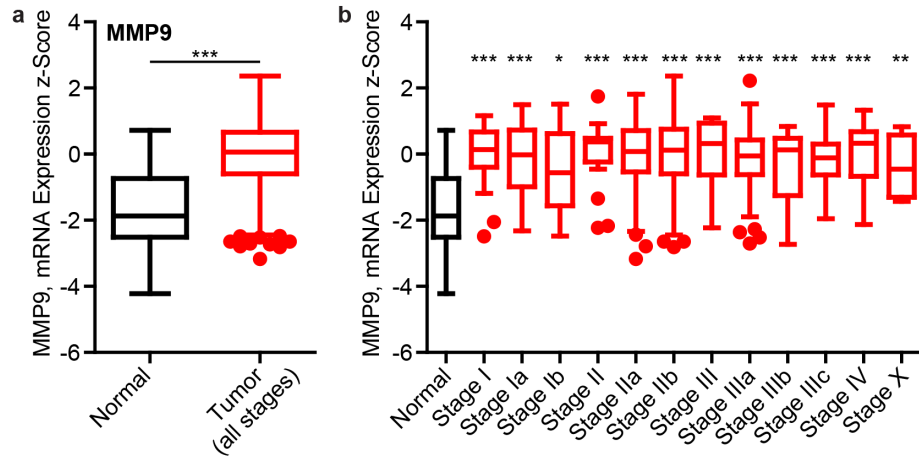 a
MMP9
***
MMP9, mRNA Expression z-Score
4
2
0
-2
-4
-6
Normal
Tumor
(all stages)
b
MMP9, mRNA Expression z-Score
4
2
0
-2
-4
-6
*** *** * *** *** *** *** *** *** *** *** **
Normal
Stage I
Stage Ia
Stage Ib
Stage II
Stage IIa
Stage IIb
Stage III
Stage IIIa
Stage IIIb
Stage IIIc
Stage IV
Stage X